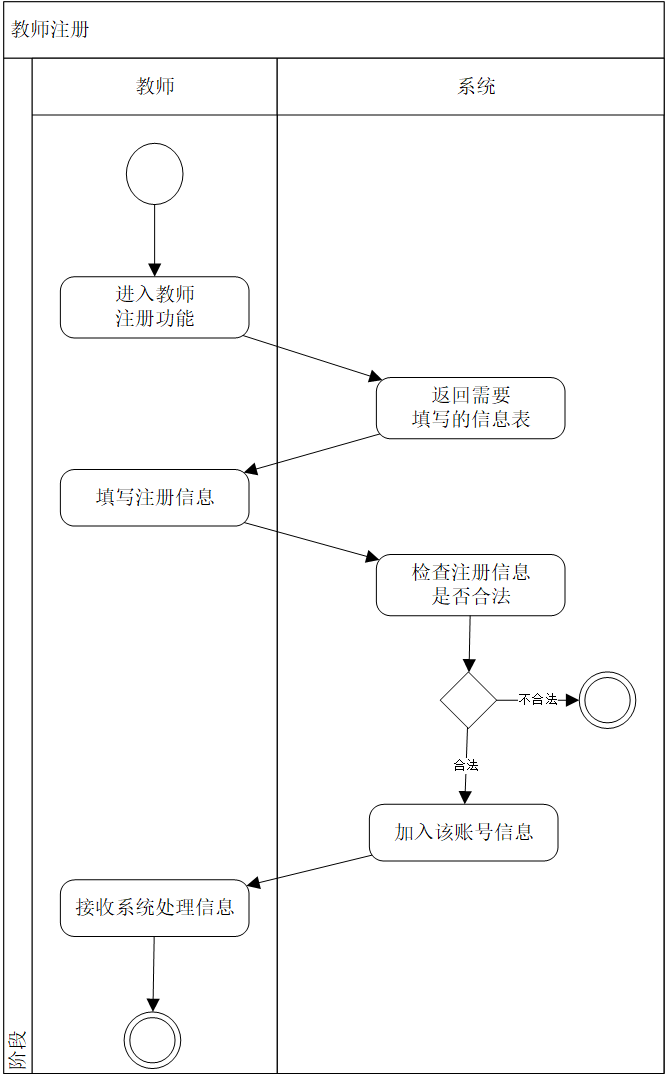 教师注册
教师
系统
进入教师
注册功能
返回需要
填写的信息表
填写注册信息
检查注册信息
是否合法
不合法
合法
加入该账号信息
接收系统处理信息
阶段